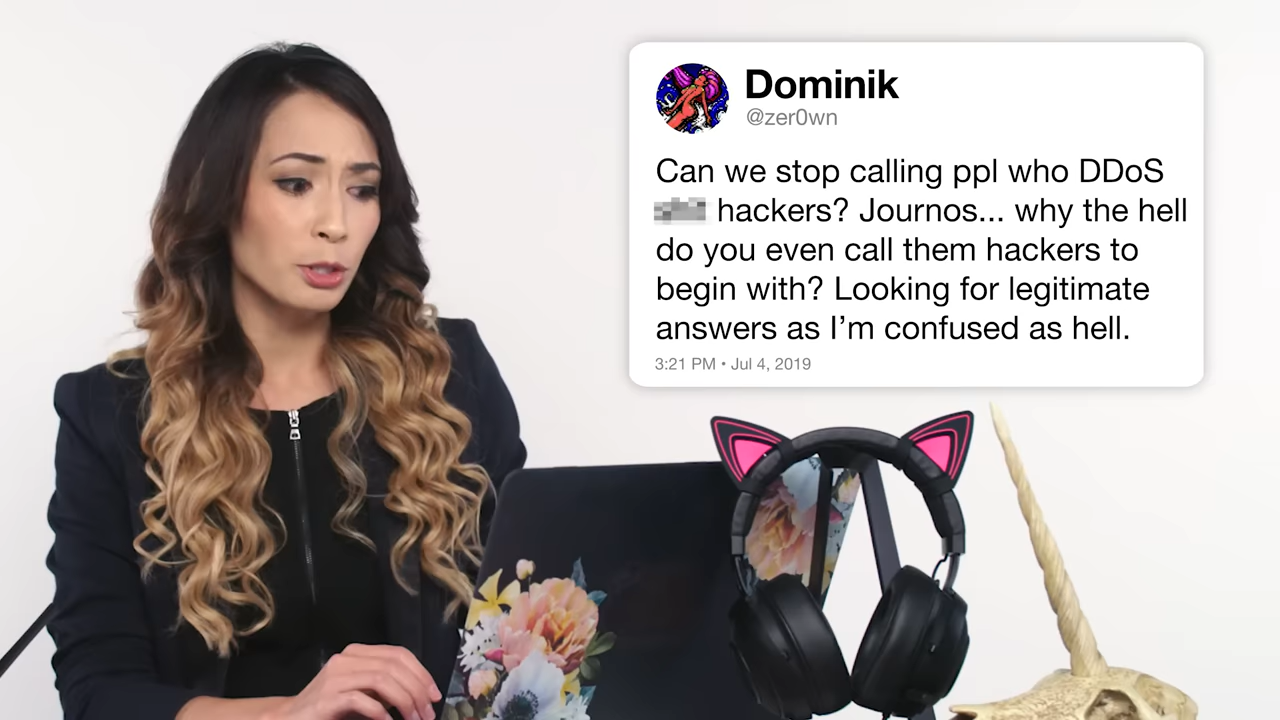 Dominik
@zer0wn
Can we stop calling ppl who DDoS
hackers? Journos... why the hell
do you even call them hackers to
begin with? Looking for legitimate
answers as I’m confused as hell.
3:21 PM • Jul 4, 2019